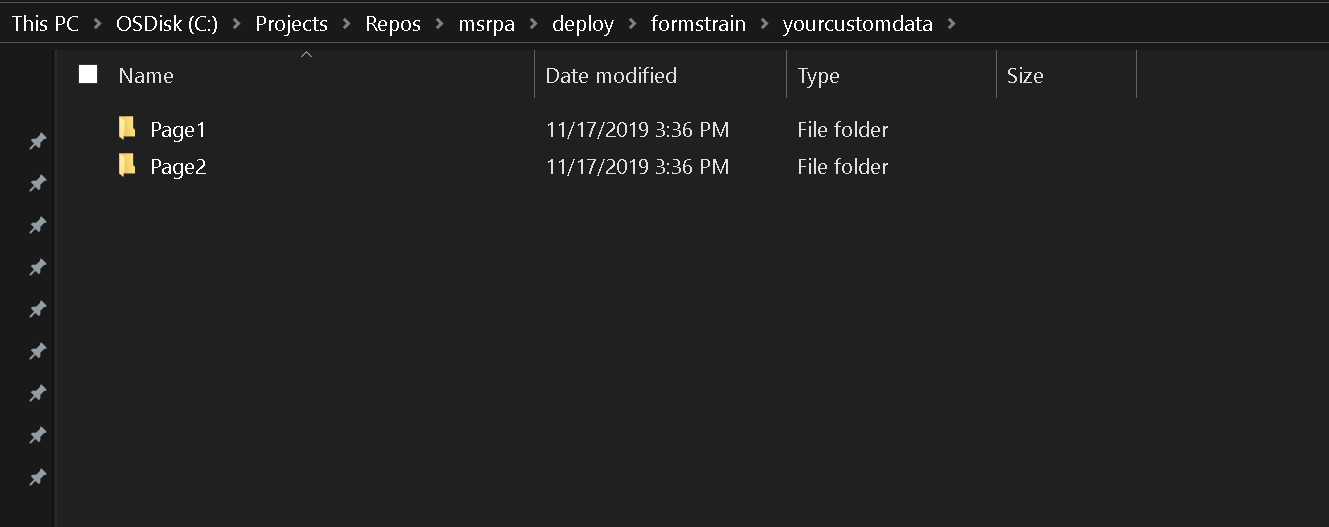 This PC > OSDisk (C:) > Projects > Repos > msrpa > deploy > formstrain > yourcustomdata >
Name Date modified Type Size
Page1 11/17/2019 3:36 PM File folder
Page2 11/17/2019 3:36 PM File folder